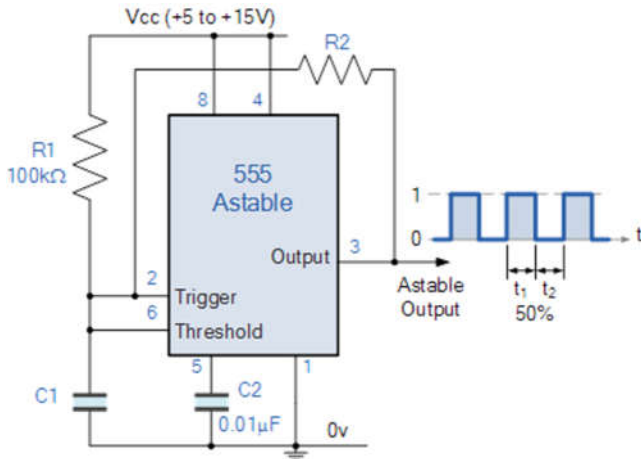 Vcc (+5 to +15V)
R2
8
4
R1
100kΩ
555
Astable
1
0
t
Output
3
2
Trigger
6
Threshold
Astable
Output
t₁
t₂
50%
5
1
C1
C2
0.01µF
0v